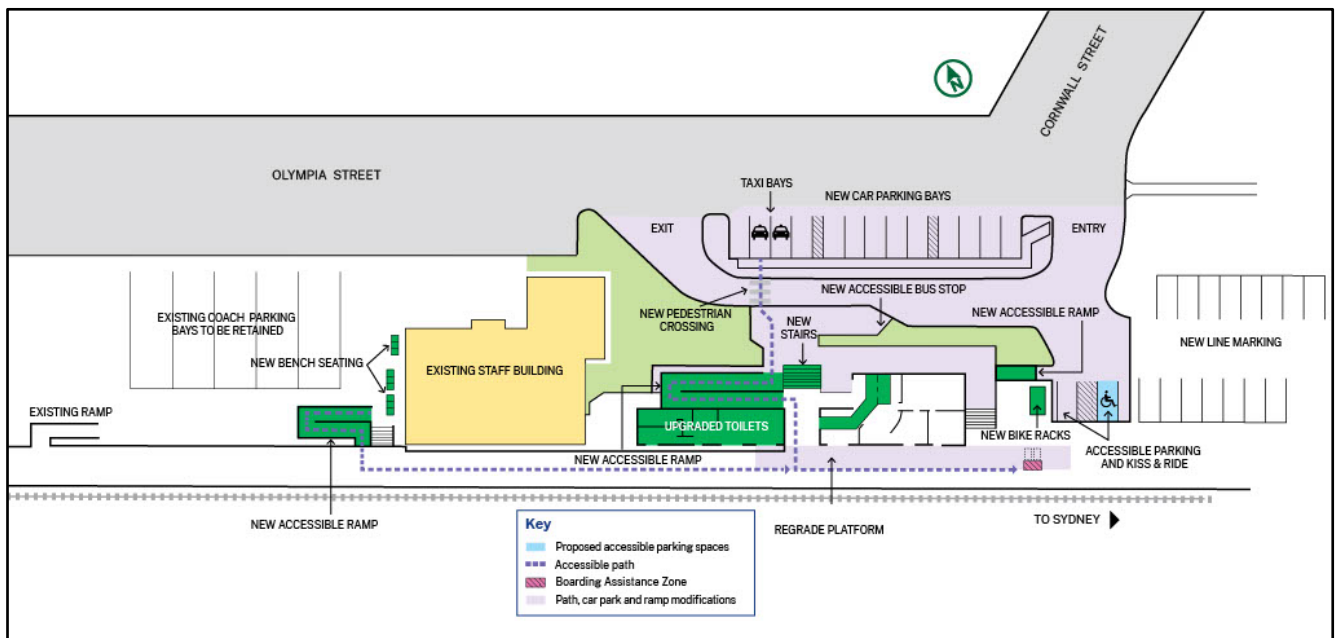 CORNWALL STREET
N
OLYMPIA STREET
TAXI BAYS
NEW CAR PARKING BAYS
EXIT
ENTRY
NEW ACCESSIBLE BUS STOP
NEW ACCESSIBLE RAMP
EXISTING COACH PARKING
BAYS TO BE RETAINED
NEW PEDESTRIAN
CROSSING
NEW
STAIRS
NEW LINE MARKING
NEW BENCH SEATING
EXISTING STAFF BUILDING
EXISTING RAMP
UPGRADED TOILETS
NEW BIKE RACKS
ACCESSIBLE PARKING
AND KISS & RIDE
NEW ACCESSIBLE RAMP
NEW ACCESSIBLE RAMP
REGRADE PLATFORM
TO SYDNEY
Key
Proposed accessible parking spaces
Accessible path
Boarding Assistance Zone
Path, car park and ramp modifications